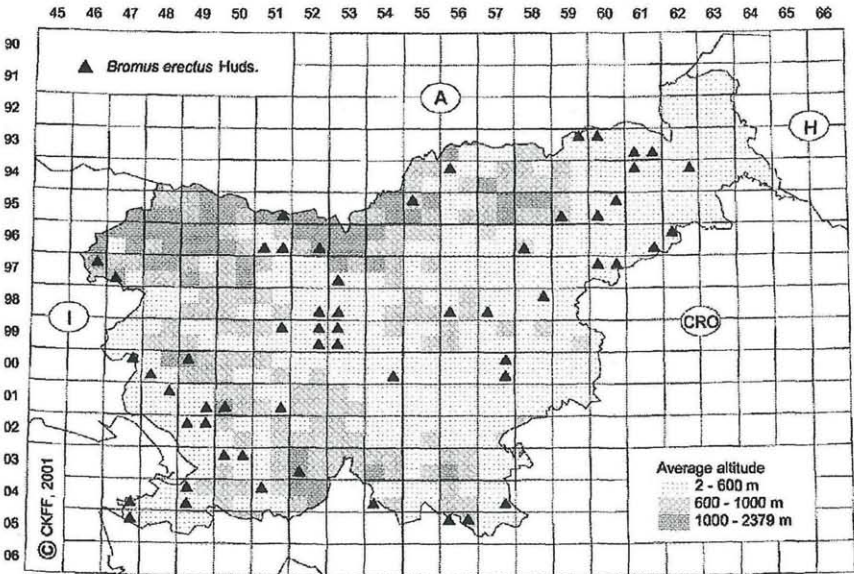 45 46 47 48 49 50 51 52 53 54 55 56 57 58 59 60 61 62 63 64 65 66
90
▲ Bromus erectus Huds.
91
A
92
93
H
94
95
96
97
98
I
CRO
99
00
01
02
03
Average altitude
2 - 600 m
04
600 - 1000 m
1000 - 2379 m
05
06
© CKFF, 2001